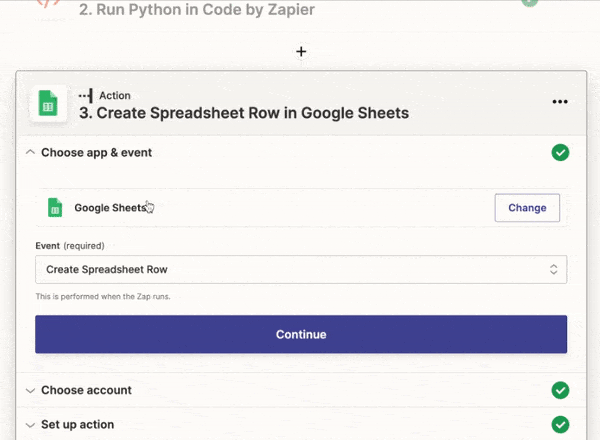 2. Run Python in Code by Zapier
Action
3. Create Spreadsheet Row in Google Sheets
Choose app & event
Google Sheets
Change
Event (required)
Create Spreadsheet Row
This is performed when the Zap runs.
Continue
Choose account
Set up action